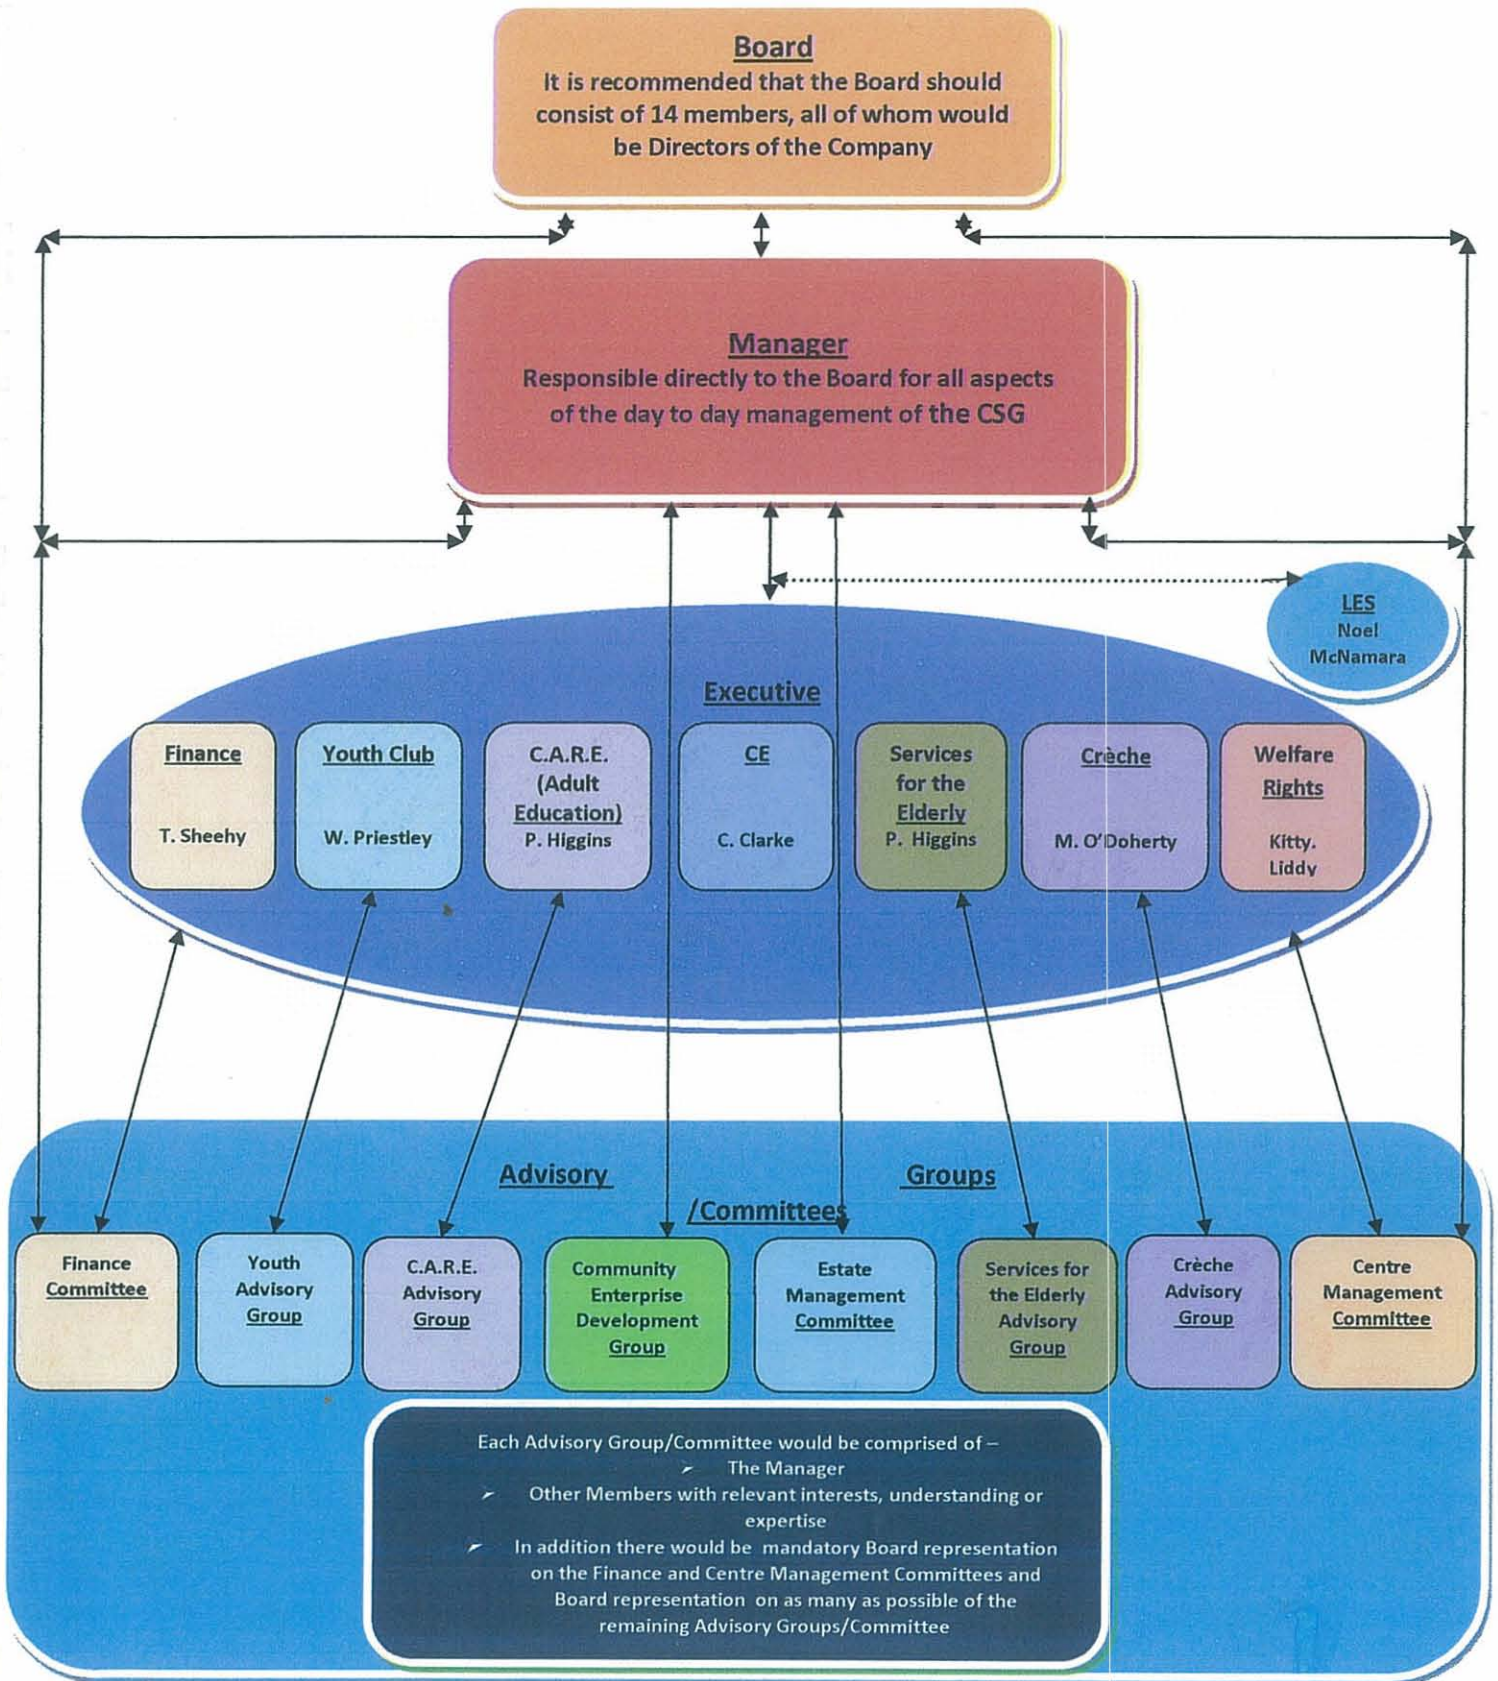 Board
It is recommended that the Board should
consist of 14 members, all of whom would
be Directors of the Company
Manager
Responsible directly to the Board for all aspects
of the day to day management of the CSG
LES
Noel
McNamara
Executive
Finance
T. Sheehy
Youth Club
W. Priestley
C.A.R.E.
(Adult
Education)
P. Higgins
CE
C. Clarke
Services
for the
Elderly
P. Higgins
Crèche
M. O'Doherty
Welfare
Rights
Kitty.
Liddy
Advisory Groups
/Committees
Finance
Committee
Youth
Advisory
Group
C.A.R.E.
Advisory
Group
Community
Enterprise
Development
Group
Estate
Management
Committee
Services for
the Elderly
Advisory
Group
Crèche
Advisory
Group
Centre
Management
Committee
Each Advisory Group/Committee would be comprised of –
➢ The Manager
➢ Other Members with relevant interests, understanding or
expertise
➢ In addition there would be mandatory Board representation
on the Finance and Centre Management Committees and
Board representation on as many as possible of the
remaining Advisory Groups/Committee